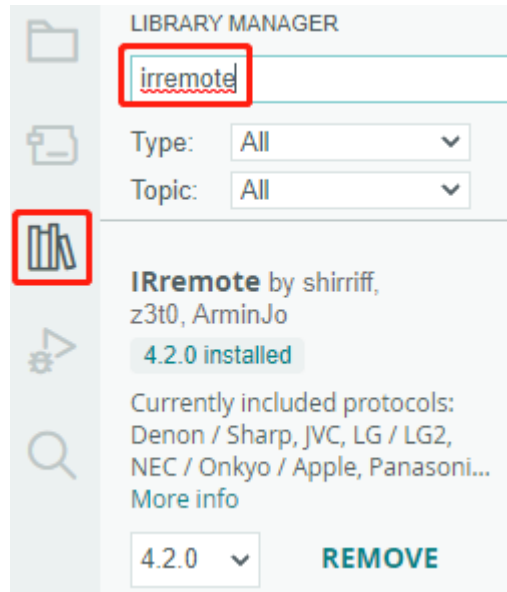 LIBRARY MANAGER
irremote
Type: All
Topic: All
IRremote by shirriff,
z3t0, ArminJo
4.2.0 installed
Currently included protocols:
Denon / Sharp, JVC, LG / LG2,
NEC / Onkyo / Apple, Panasoni...
More info
4.2.0 REMOVE